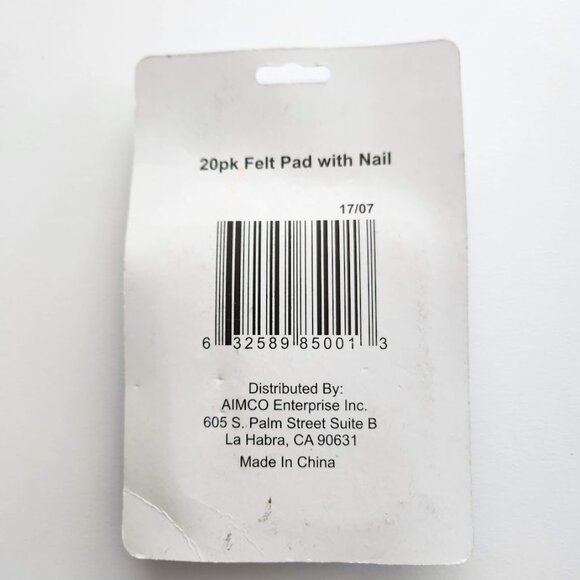 20pk Felt Pad with Nail
17/07
6 32589 85001 3
Distributed By:
AIMCO Enterprise Inc.
605 S. Palm Street Suite B
La Habra, CA 90631
Made In China